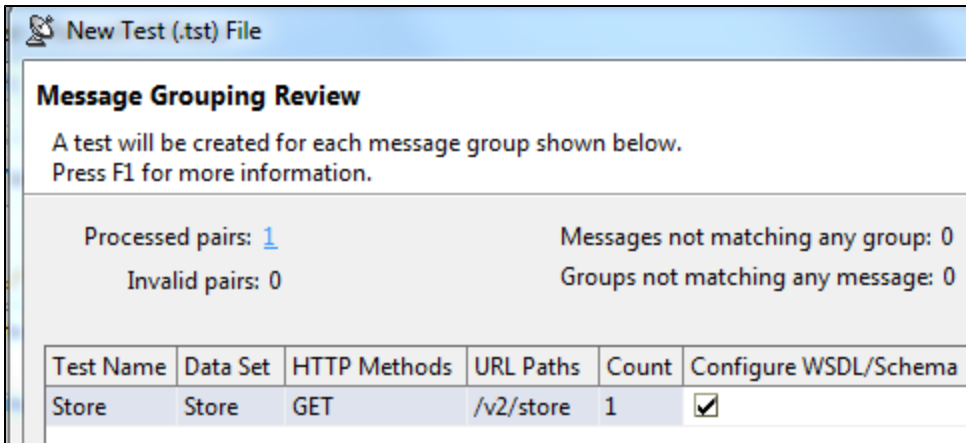 New Test (.tst) File
Message Grouping Review
A test will be created for each message group shown below.
Press F1 for more information.
Processed pairs: 1 Messages not matching any group: 0
Invalid pairs: 0 Groups not matching any message: 0
Test Name Data Set HTTP Methods URL Paths Count Configure WSDL/Schema
Store Store GET /v2/store 1